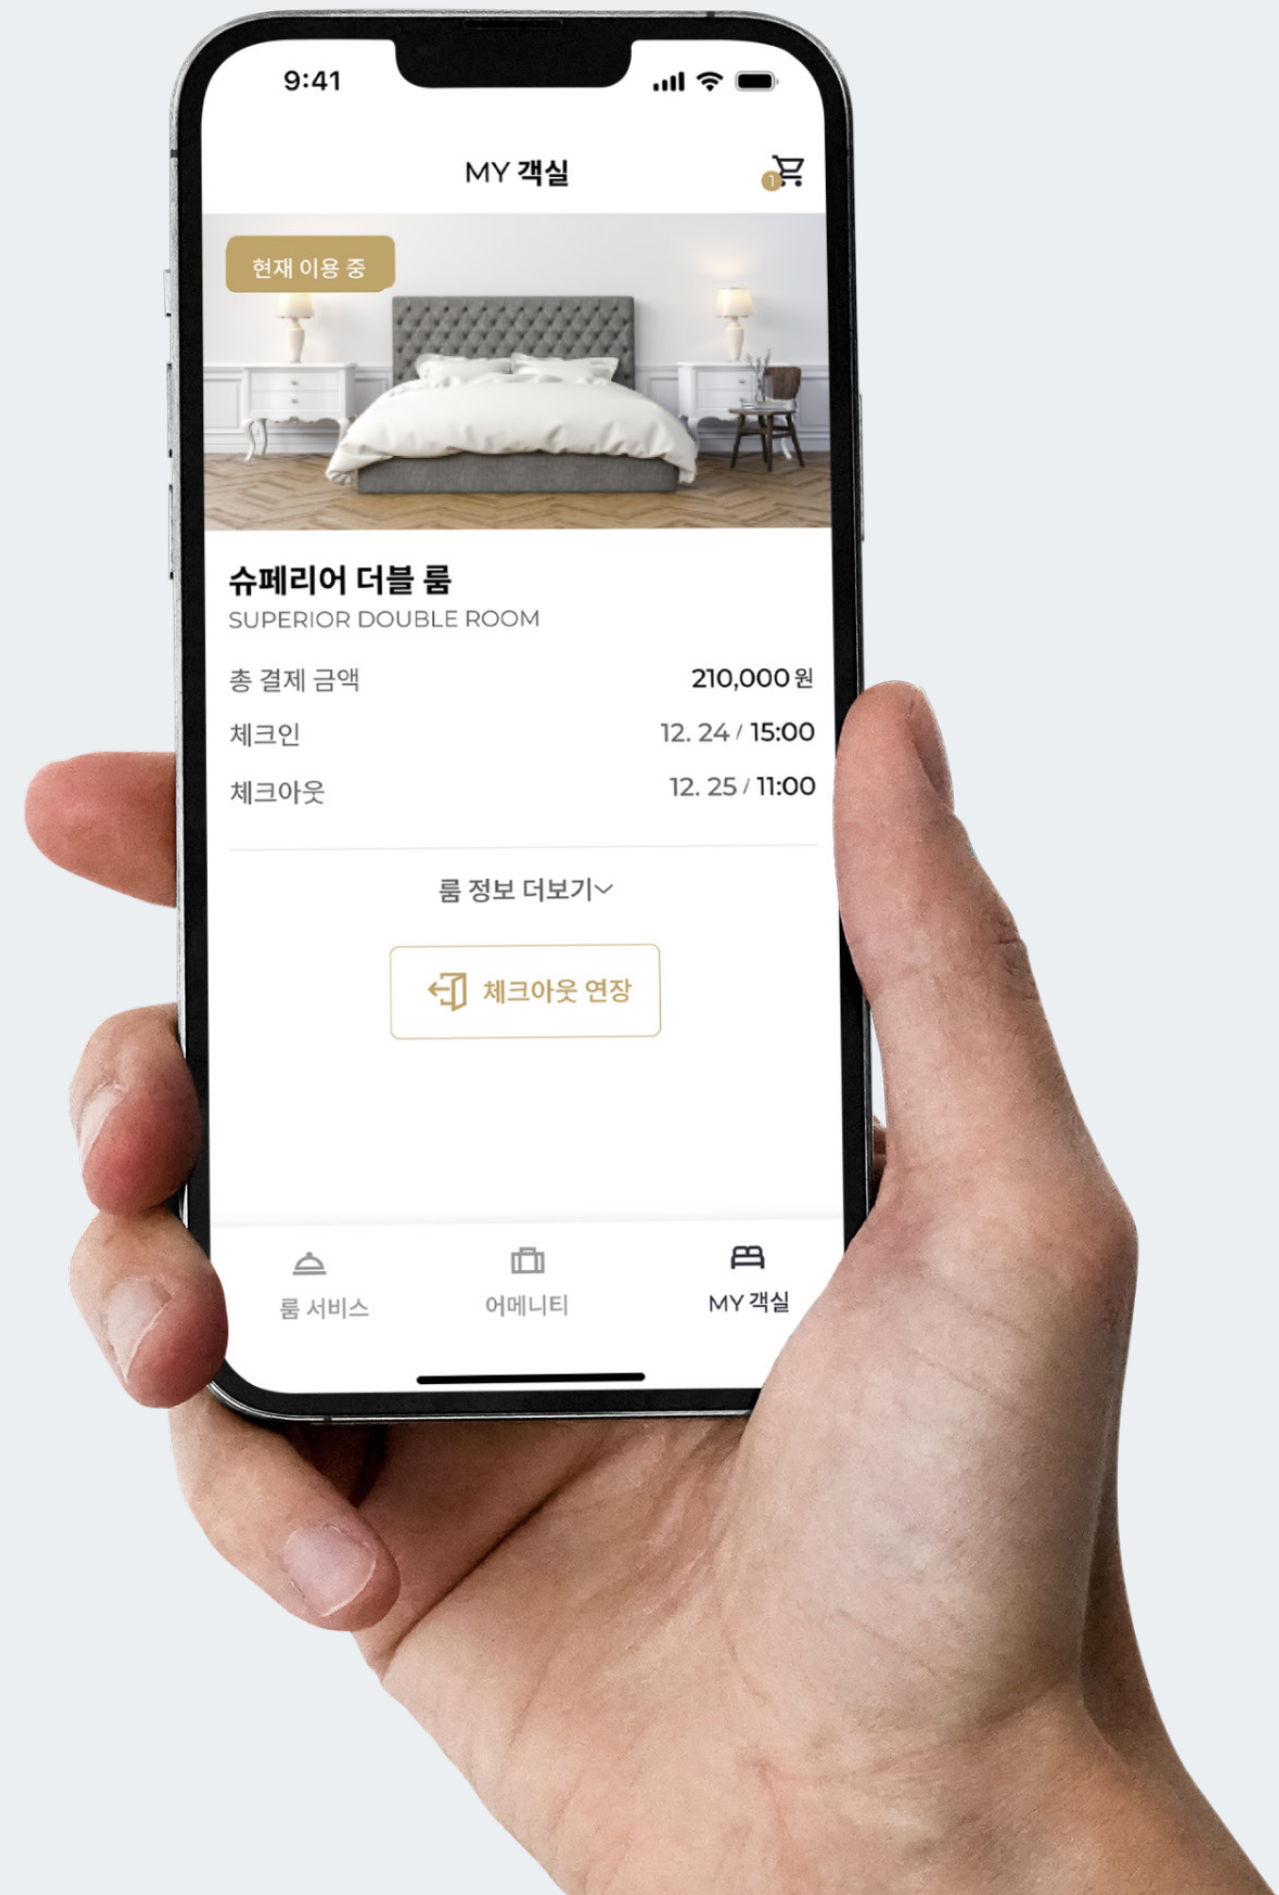 9:41
MY 객실
1
현재 이용 중
슈페리어 더블 룸
SUPERIOR DOUBLE ROOM
총 결제 금액 210,000원
체크인 12. 24 / 15:00
체크아웃 12. 25 / 11:00
룸 정보 더보기
체크아웃 연장
룸 서비스 어메니티 MY 객실